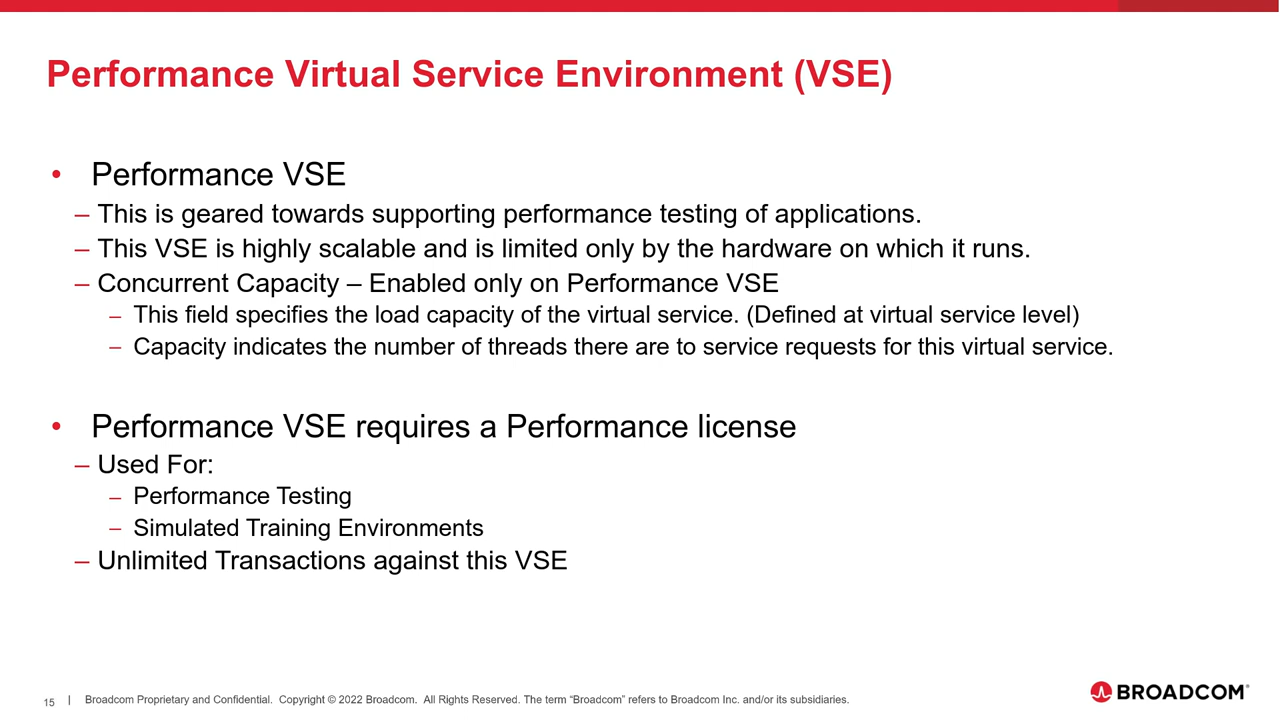 Performance Virtual Service Environment (VSE)
• Performance VSE
– This is geared towards supporting performance testing of applications.
– This VSE is highly scalable and is limited only by the hardware on which it runs.
– Concurrent Capacity – Enabled only on Performance VSE
– This field specifies the load capacity of the virtual service. (Defined at virtual service level)
– Capacity indicates the number of threads there are to service requests for this virtual service.
• Performance VSE requires a Performance license
– Used For:
– Performance Testing
– Simulated Training Environments
– Unlimited Transactions against this VSE
15 | Broadcom Proprietary and Confidential. Copyright © 2022 Broadcom. All Rights Reserved. The term “Broadcom” refers to Broadcom Inc. and/or its subsidiaries.
BROADCOM®